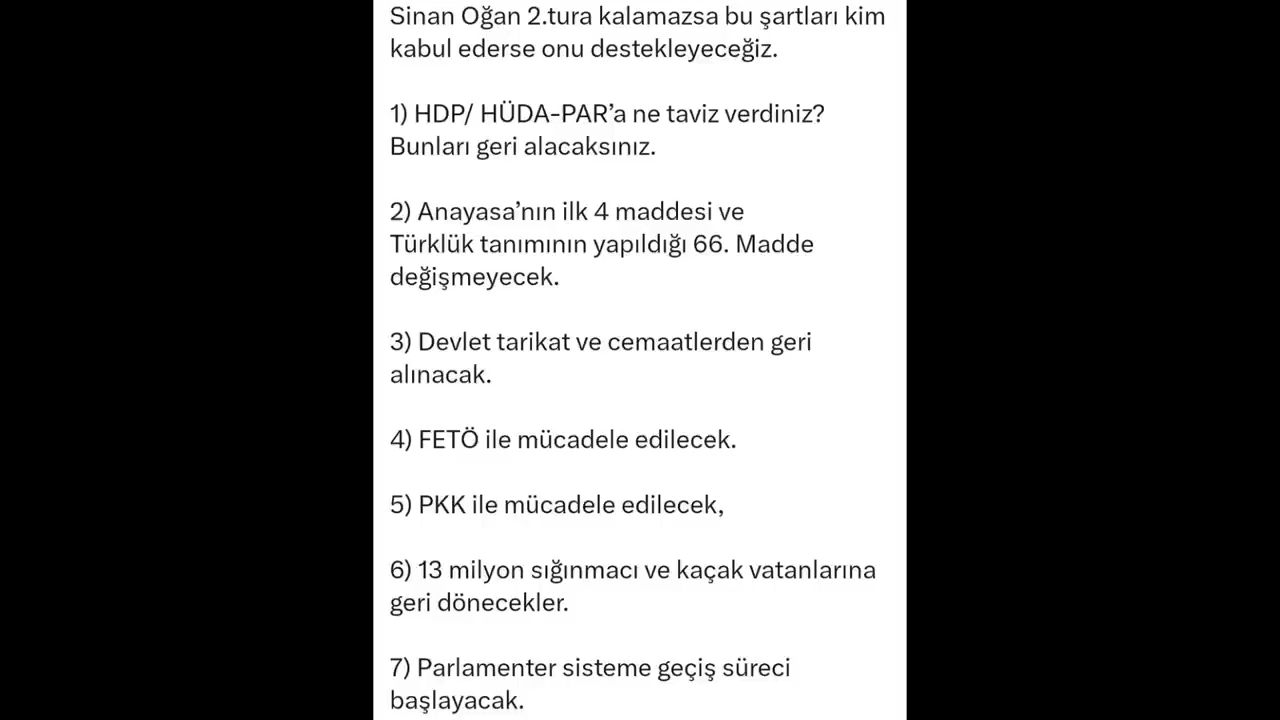 Sinan Oğan 2.tura kalamazsa bu şartları kim
kabul ederse onu destekleyeceğiz.
1) HDP/ HÜDA-PAR’a ne taviz verdiniz?
Bunları geri alacaksınız.
2) Anayasa’nın ilk 4 maddesi ve
Türklük tanımının yapıldığı 66. Madde
değişmeyecek.
3) Devlet tarikat ve cemaatlerden geri
alınacak.
4) FETÖ ile mücadele edilecek.
5) PKK ile mücadele edilecek,
6) 13 milyon sığınmacı ve kaçak vatanlarına
geri dönecekler.
7) Parlamenter sisteme geçiş süreci
başlayacak.